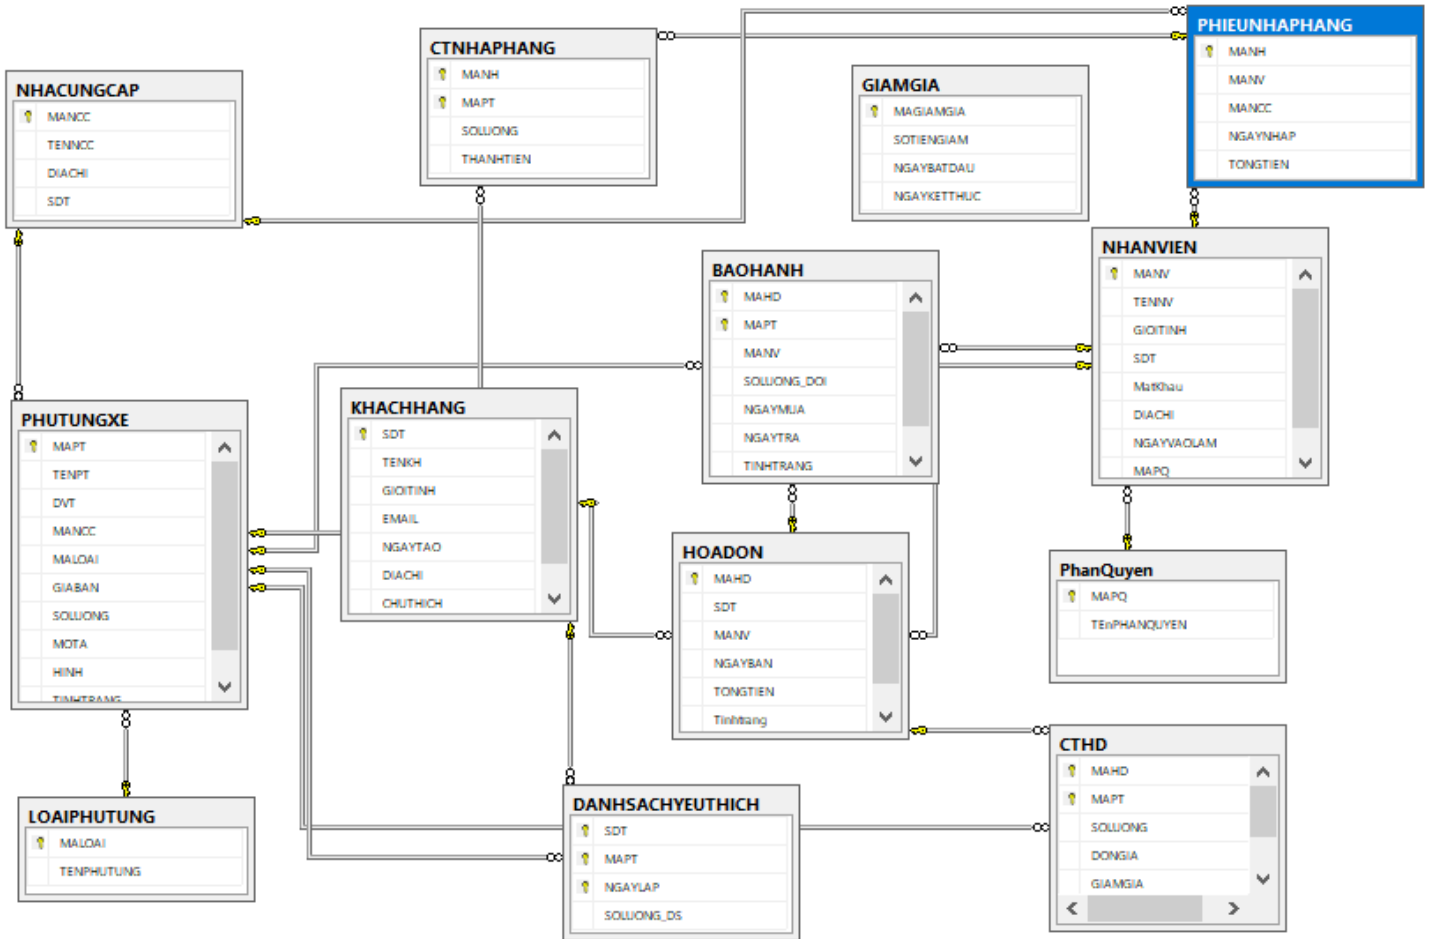 PHIEUNHAPHANG
MANH
MANV
MANCC
NGAYNHAP
TONGTIEN
CTNHAPHANG
MANH
MAPT
SOLUONG
THANHTIEN
NHACUNGCAP
MANCC
TENNCC
DIACHI
SDT
GIAMGIA
MAGIAMGIA
SOTIENGIAM
NGAYBATDAU
NGAYKETTHUC
NHANVIEN
MANV
TENNV
GIOITINH
SDT
MatKhau
DIACHI
NGAYVAOLAM
MAPQ
BAOHANH
MAHD
MAPT
MANV
SOLUONG_DOI
NGAYMUA
NGAYTRA
TINHTRANG
KHACHHANG
SDT
TENKH
GIOITINH
EMAIL
NGAYTAO
DIACHI
CHUTHICH
PHUTUNGXE
MAPT
TENPT
DVT
MANCC
MALOAI
GIABAN
SOLUONG
MOTA
HINH
TINHTRANG
HOADON
MAHD
SDT
MANV
NGAYBAN
TONGTIEN
Tinhtrang
PhanQuyen
MAPQ
TEnPHANQUYEN
CTHD
MAHD
MAPT
SOLUONG
DONGIA
GIAMGIA
DANHSACHYEUTHICH
SDT
MAPT
NGAYLAP
SOLUONG_DS
LOAIPHUTUNG
MALOAI
TENPHUTUNG